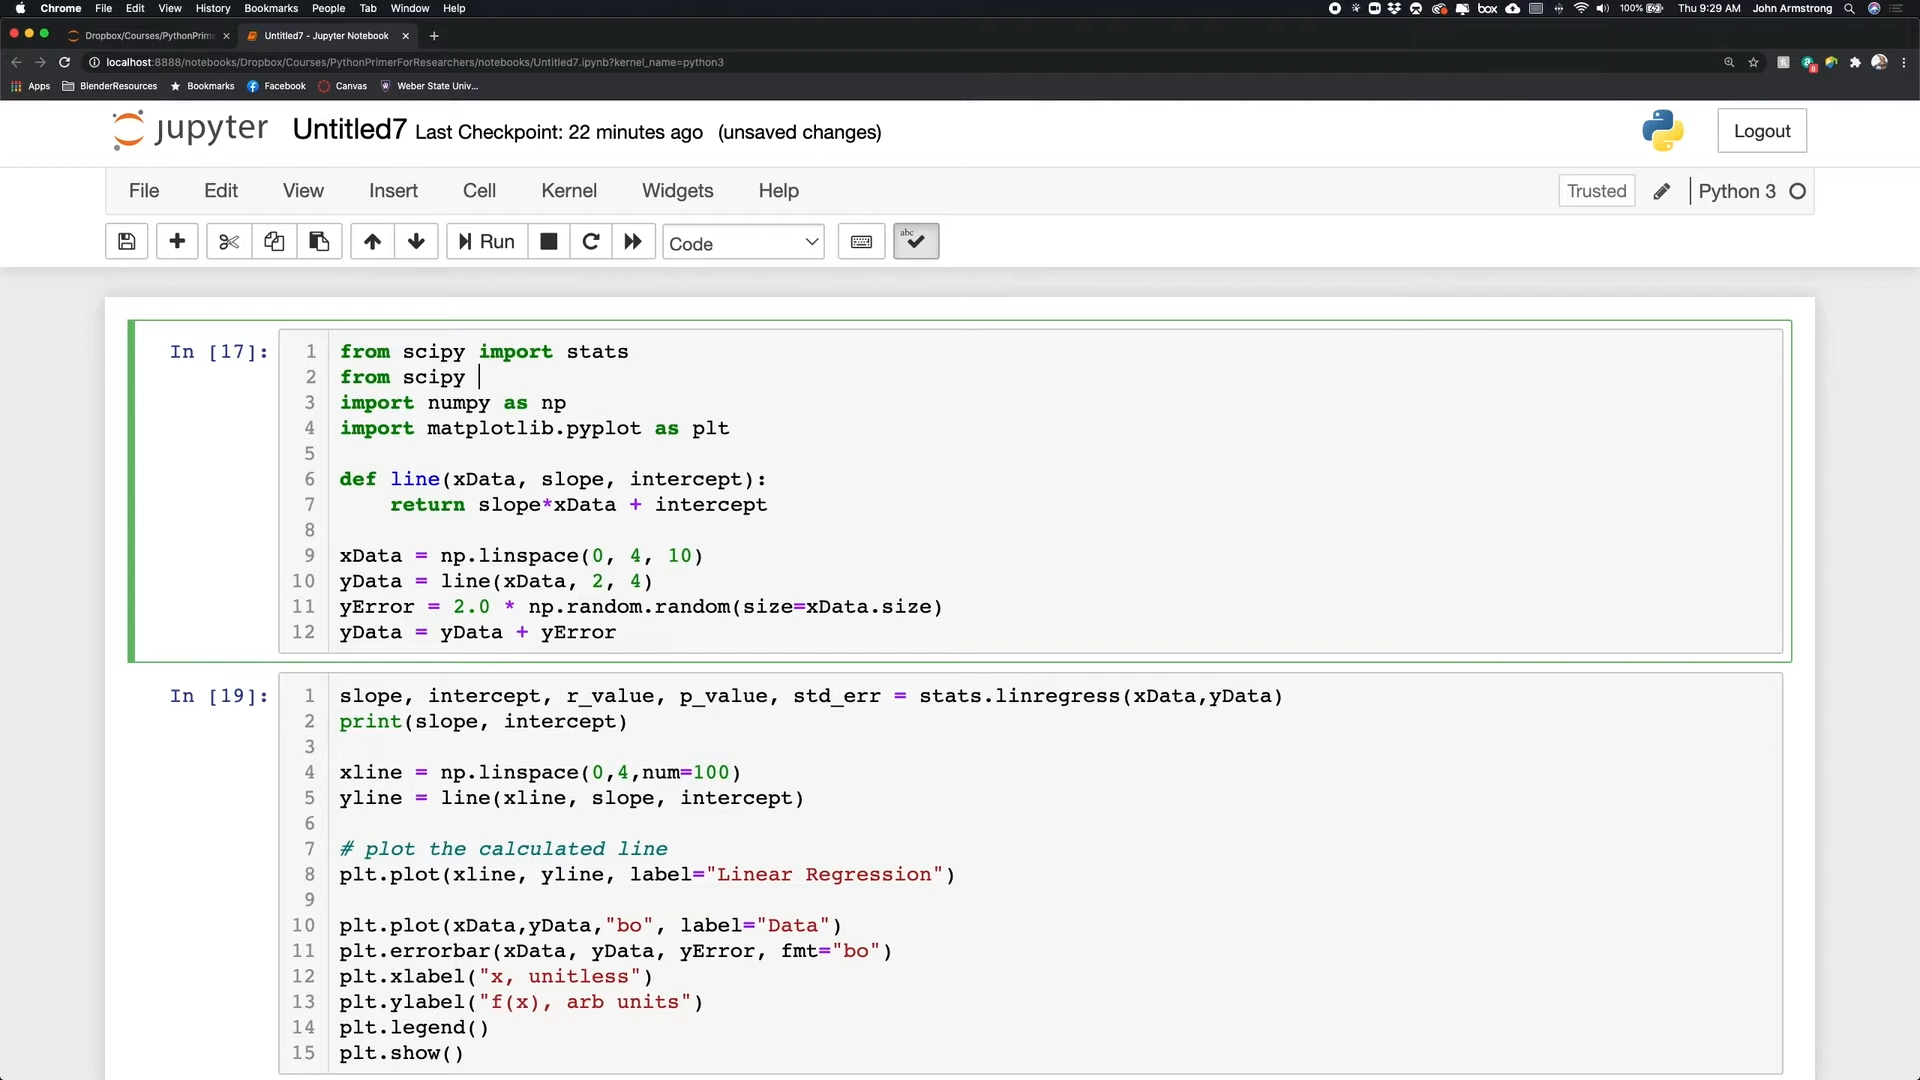 Chrome File Edit View History Bookmarks People Tab Window Help box 100% Thu 9:29 AM John Armstrong
Dropbox/Courses/PythonPrime Untitled7 - Jupyter Notebook
localhost:8888/notebooks/Dropbox/Courses/PythonPrimerForResearchers/notebooks/Untitled7.ipynb?kernel_name=python3
Apps BlenderResources Bookmarks Facebook Canvas Weber State Univ...
jupyter Untitled7 Last Checkpoint: 22 minutes ago (unsaved changes) Logout
File Edit View Insert Cell Kernel Widgets Help Trusted Python 3
Run Code abc
In [17]:
1 from scipy import stats
2 from scipy
3 import numpy as np
4 import matplotlib.pyplot as plt
5
6 def line(xData, slope, intercept):
7 return slope*xData + intercept
8
9 xData = np.linspace(0, 4, 10)
10 yData = line(xData, 2, 4)
11 yError = 2.0 * np.random.random(size=xData.size)
12 yData = yData + yError
In [19]:
1 slope, intercept, r_value, p_value, std_err = stats.linregress(xData,yData)
2 print(slope, intercept)
3
4 xline = np.linspace(0,4,num=100)
5 yline = line(xline, slope, intercept)
6
7 # plot the calculated line
8 plt.plot(xline, yline, label="Linear Regression")
9
10 plt.plot(xData,yData,"bo", label="Data")
11 plt.errorbar(xData, yData, yError, fmt="bo")
12 plt.xlabel("x, unitless")
13 plt.ylabel("f(x), arb units")
14 plt.legend()
15 plt.show()